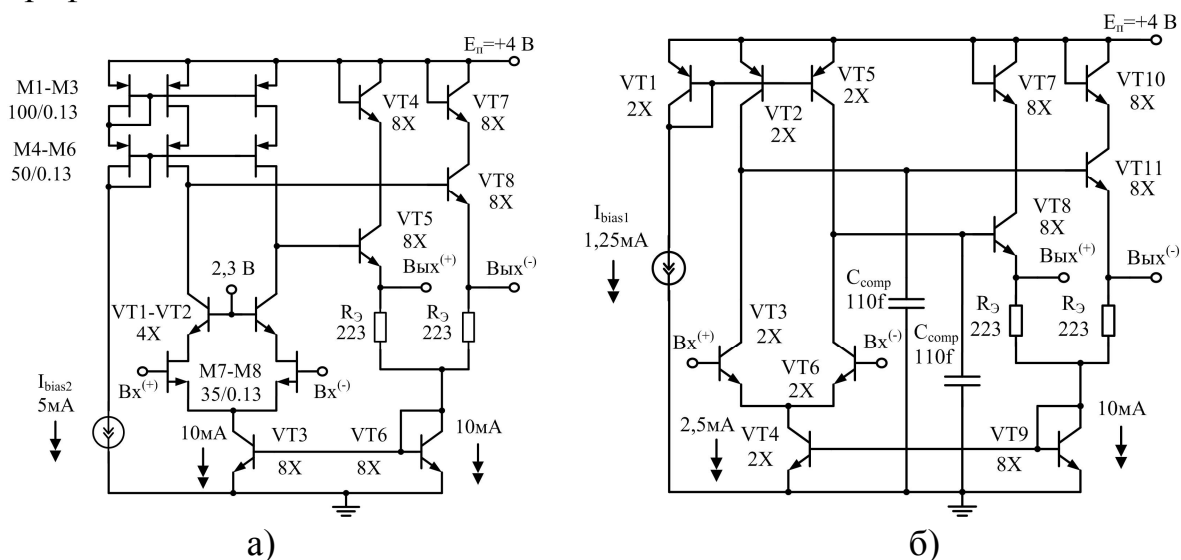 Eп=+4 В
M1-M3
100/0.13
M4-M6
50/0.13
VT4
8X
VT7
8X
VT8
8X
VT5
8X
Вых(+)
Вых(-)
2,3 В
VT1-VT2
4X
RЭ
223
RЭ
223
Вх(+)
M7-M8
35/0.13
Вх(-)
Ibias2
5мА
10мА
VT3
8X
VT6
8X
10мА
а)
Eп=+4 В
VT1
2X
VT2
2X
VT5
2X
VT7
8X
VT10
8X
VT11
8X
VT8
8X
Ibias1
1,25мА
Вых(+)
Вых(-)
Ccomp
110f
RЭ
223
RЭ
223
VT3
2X
Вх(+)
Вх(-)
VT6
2X
Ccomp
110f
2,5мА
VT4
2X
VT9
8X
10мА
б)